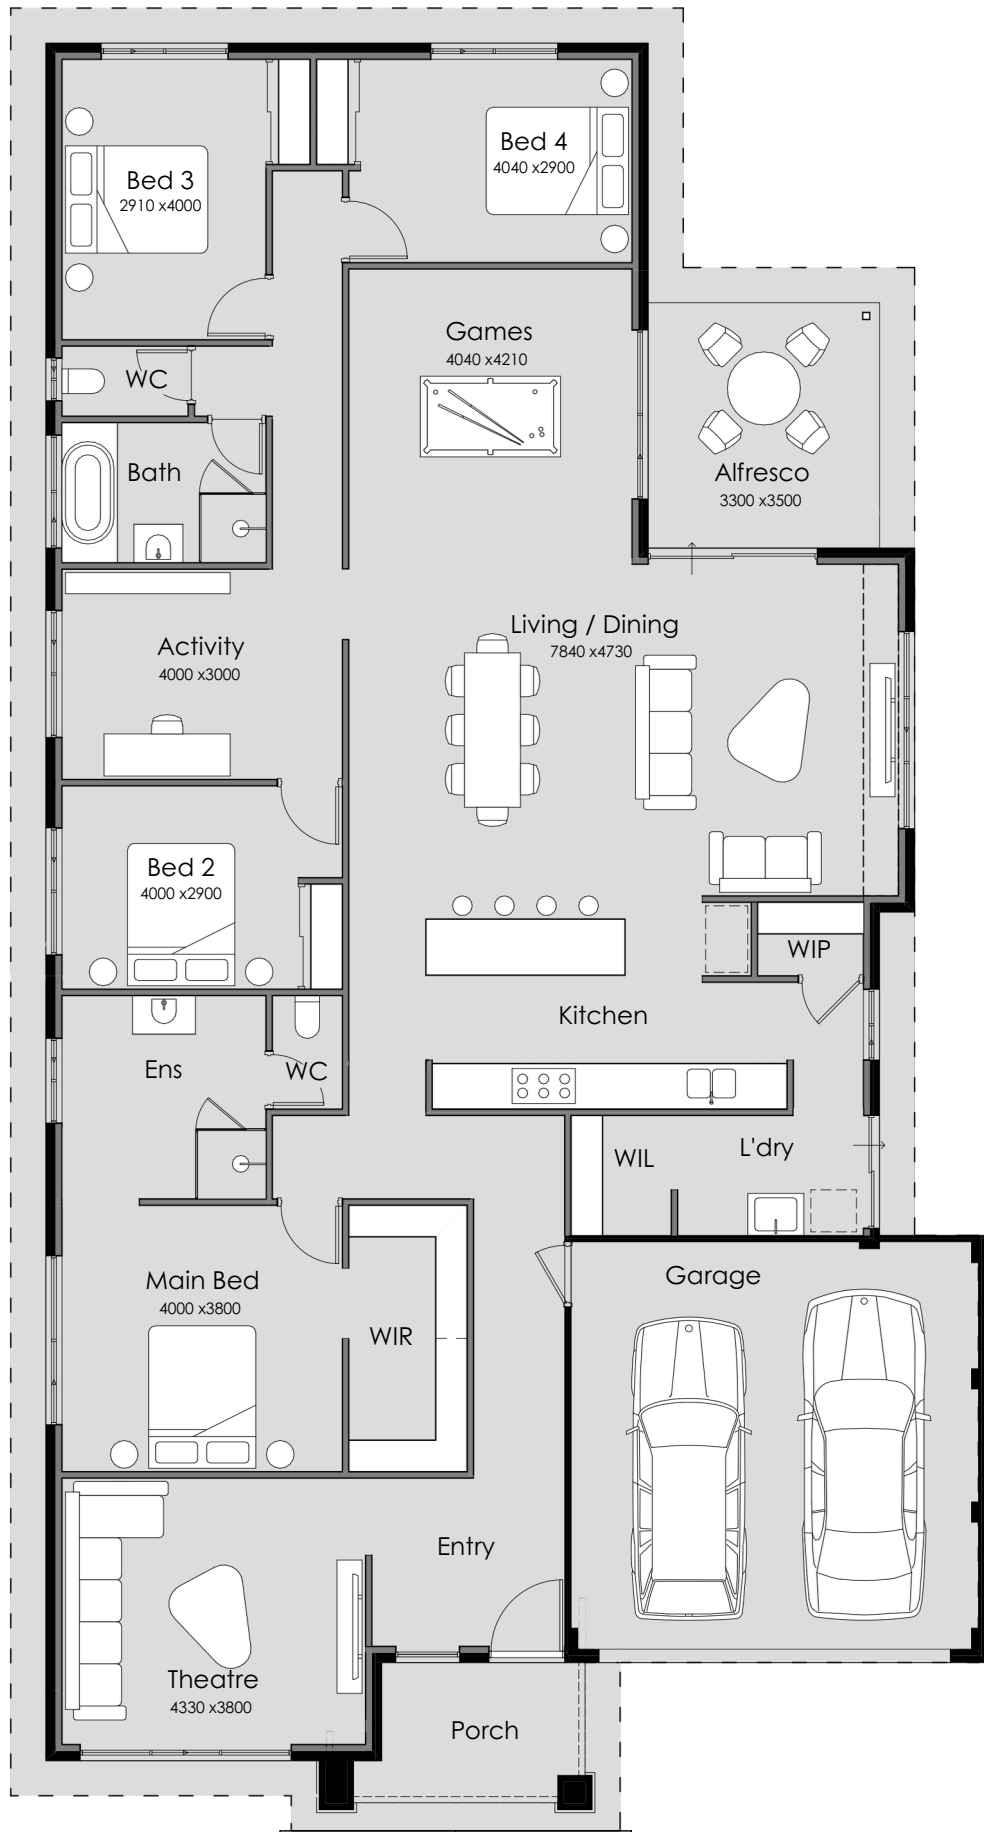 Bed 3
2910 x4000
Bed 4
4040 x2900
Games
4040 x4210
WC
Bath
Alfresco
3300 x3500
Activity
4000 x3000
Living / Dining
7840 x4730
Bed 2
4000 x2900
WIP
Kitchen
Ens
WC
WIL
L'dry
Main Bed
4000 x3800
WIR
Garage
Entry
Theatre
4330 x3800
Porch